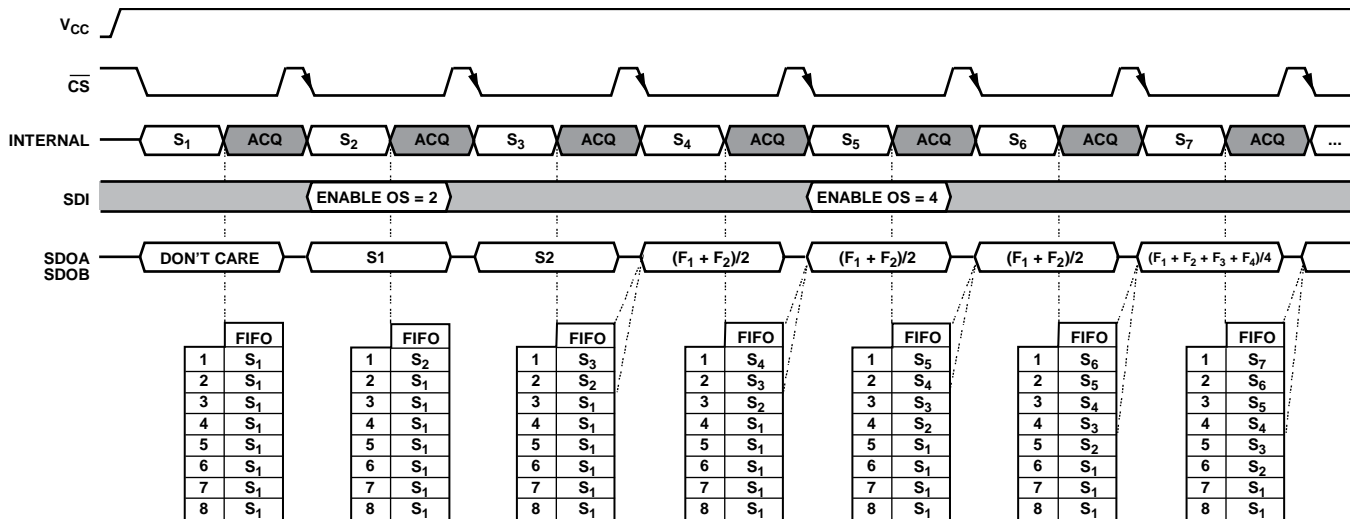 VCC
CS
INTERNAL S1 ACQ S2 ACQ S3 ACQ S4 ACQ S5 ACQ S6 ACQ S7 ACQ ...
SDI ENABLE OS = 2 ENABLE OS = 4
SDOA
SDOB DON'T CARE S1 S2 (F1 + F2)/2 (F1 + F2)/2 (F1 + F2)/2 (F1 + F2 + F3 + F4)/4
FIFO FIFO FIFO FIFO FIFO FIFO FIFO
1 S1 1 S2 1 S3 1 S4 1 S5 1 S6 1 S7
2 S1 2 S1 2 S2 2 S3 2 S4 2 S5 2 S6
3 S1 3 S1 3 S1 3 S2 3 S3 3 S4 3 S5
4 S1 4 S1 4 S1 4 S1 4 S2 4 S3 4 S4
5 S1 5 S1 5 S1 5 S1 5 S1 5 S2 5 S3
6 S1 6 S1 6 S1 6 S1 6 S1 6 S1 6 S2
7 S1 7 S1 7 S1 7 S1 7 S1 7 S1 7 S1
8 S1 8 S1 8 S1 8 S1 8 S1 8 S1 8 S1